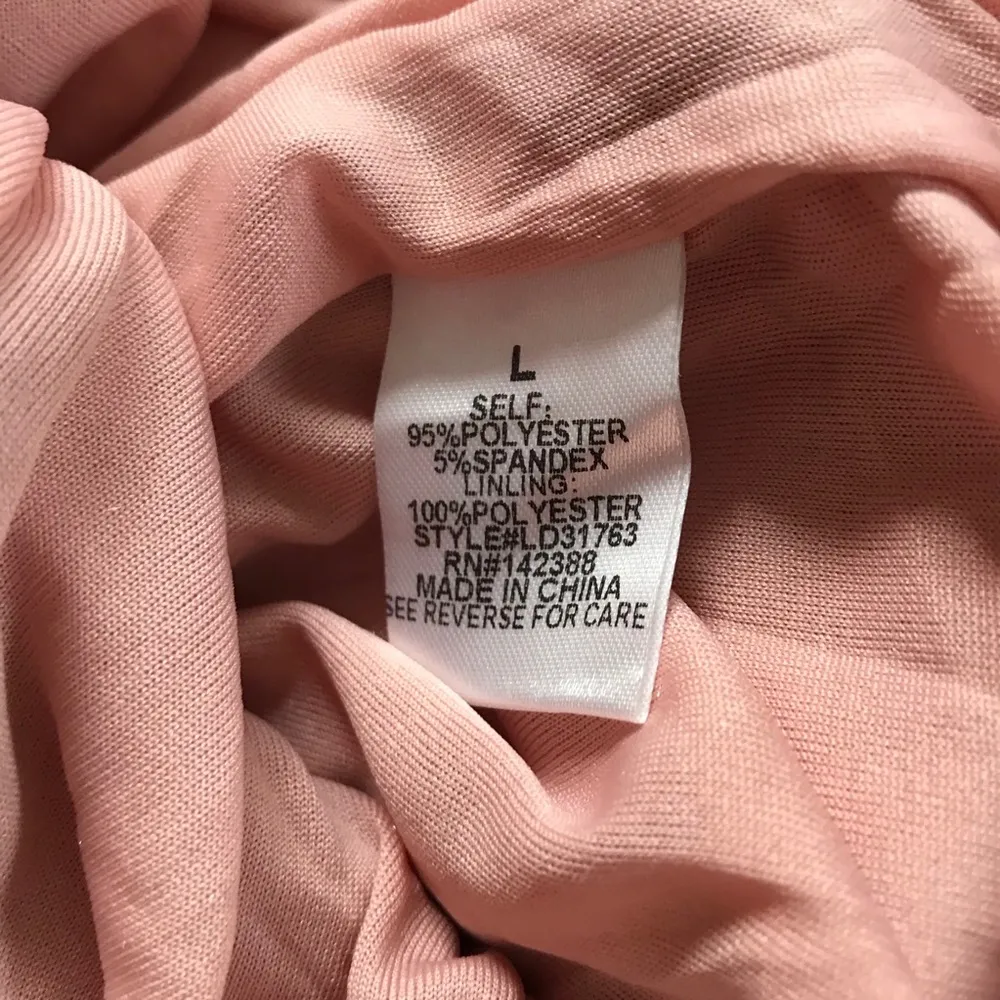 L
SELF:
95%POLYESTER
5%SPANDEX
LINLING:
100%POLYESTER
STYLE#LD31763
RN#142388
MADE IN CHINA
SEE REVERSE FOR CARE